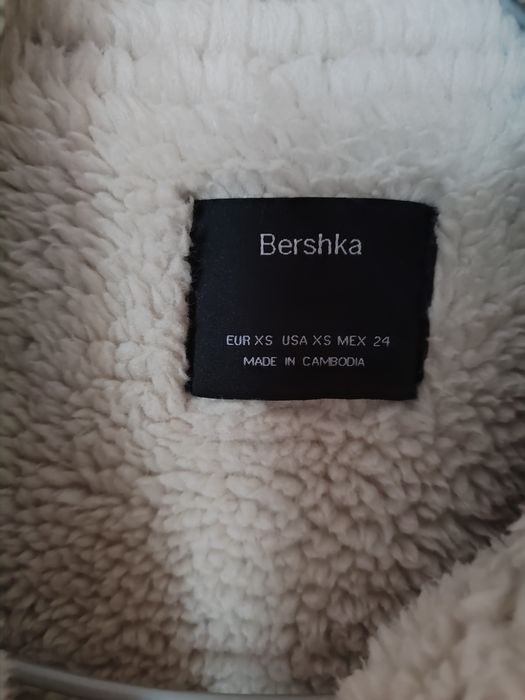 Bershka
EUR XS USA XS MEX 24
MADE IN CAMBODIA